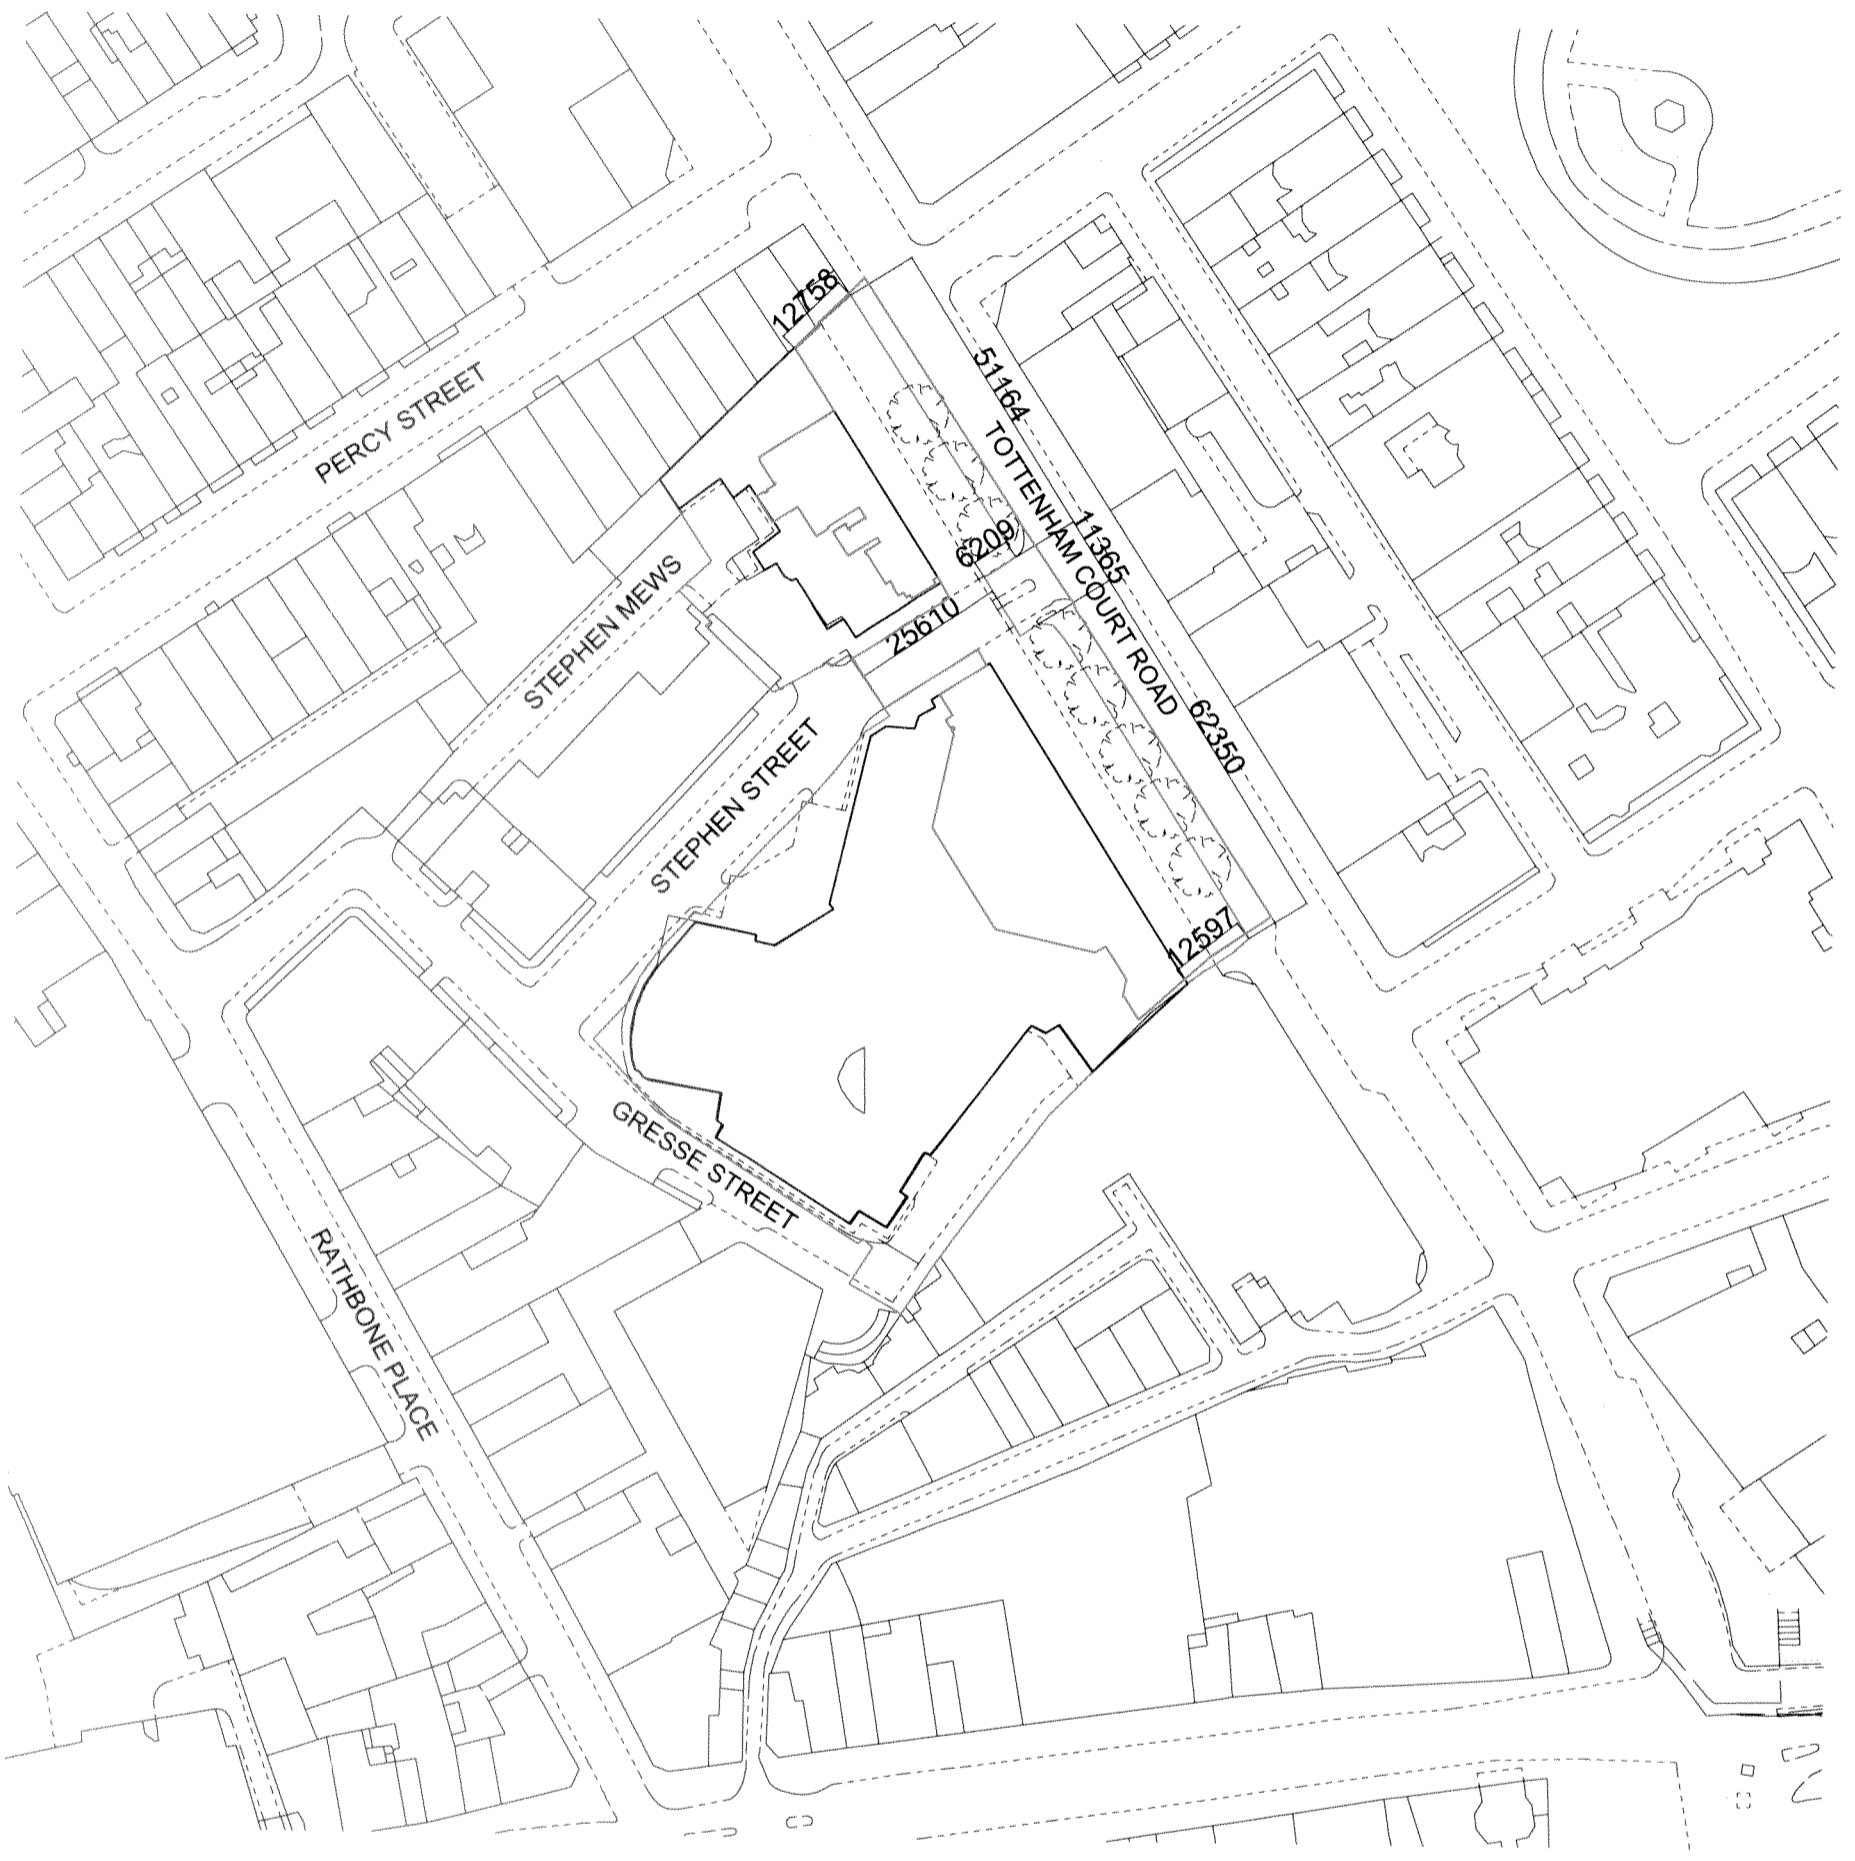 12758
51164
PERCY STREET
TOTTENHAM COURT ROAD
11365
6209
STEPHEN MEWS
25610
62350
STEPHEN STREET
12597
GRESSE STREET
RATHBONE PLACE